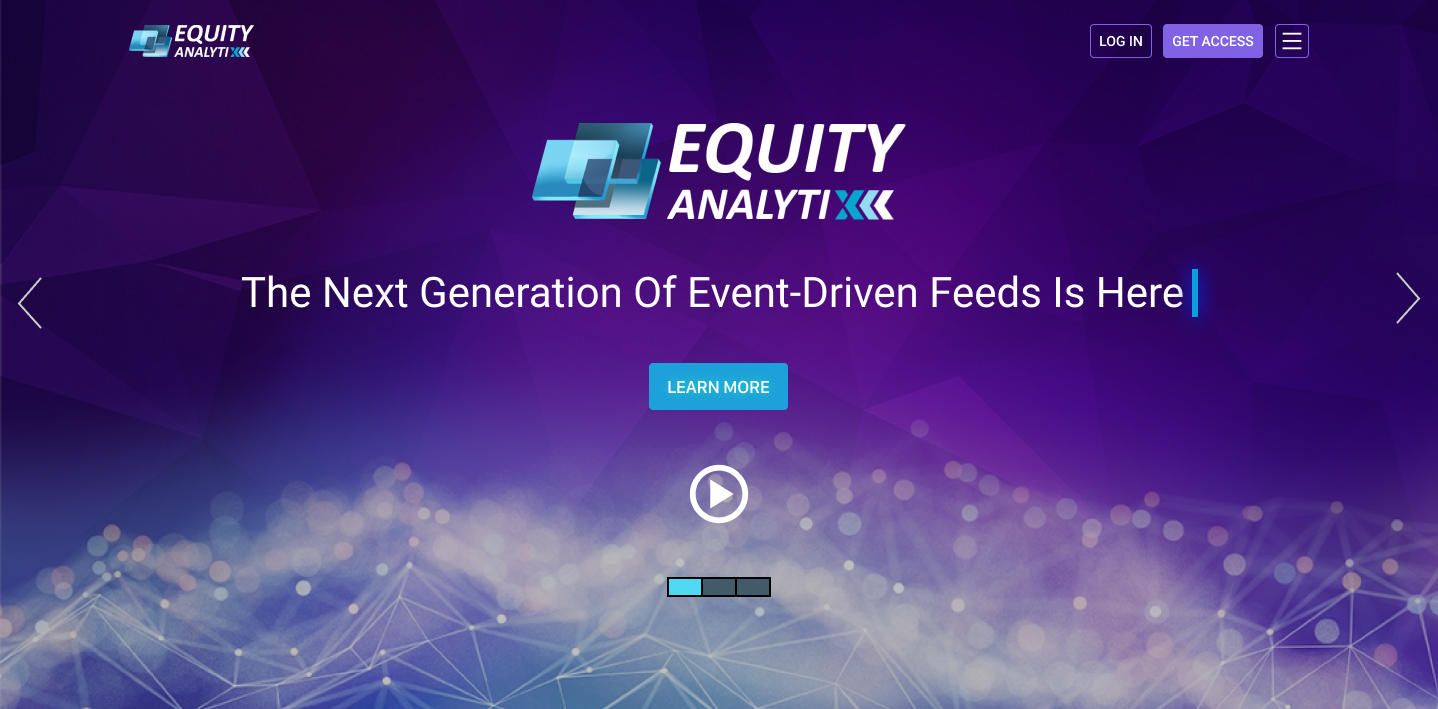 EQUITY
ANALYTIX
LOG IN
GET ACCESS
EQUITY
ANALYTIX
The Next Generation Of Event-Driven Feeds Is Here
LEARN MORE